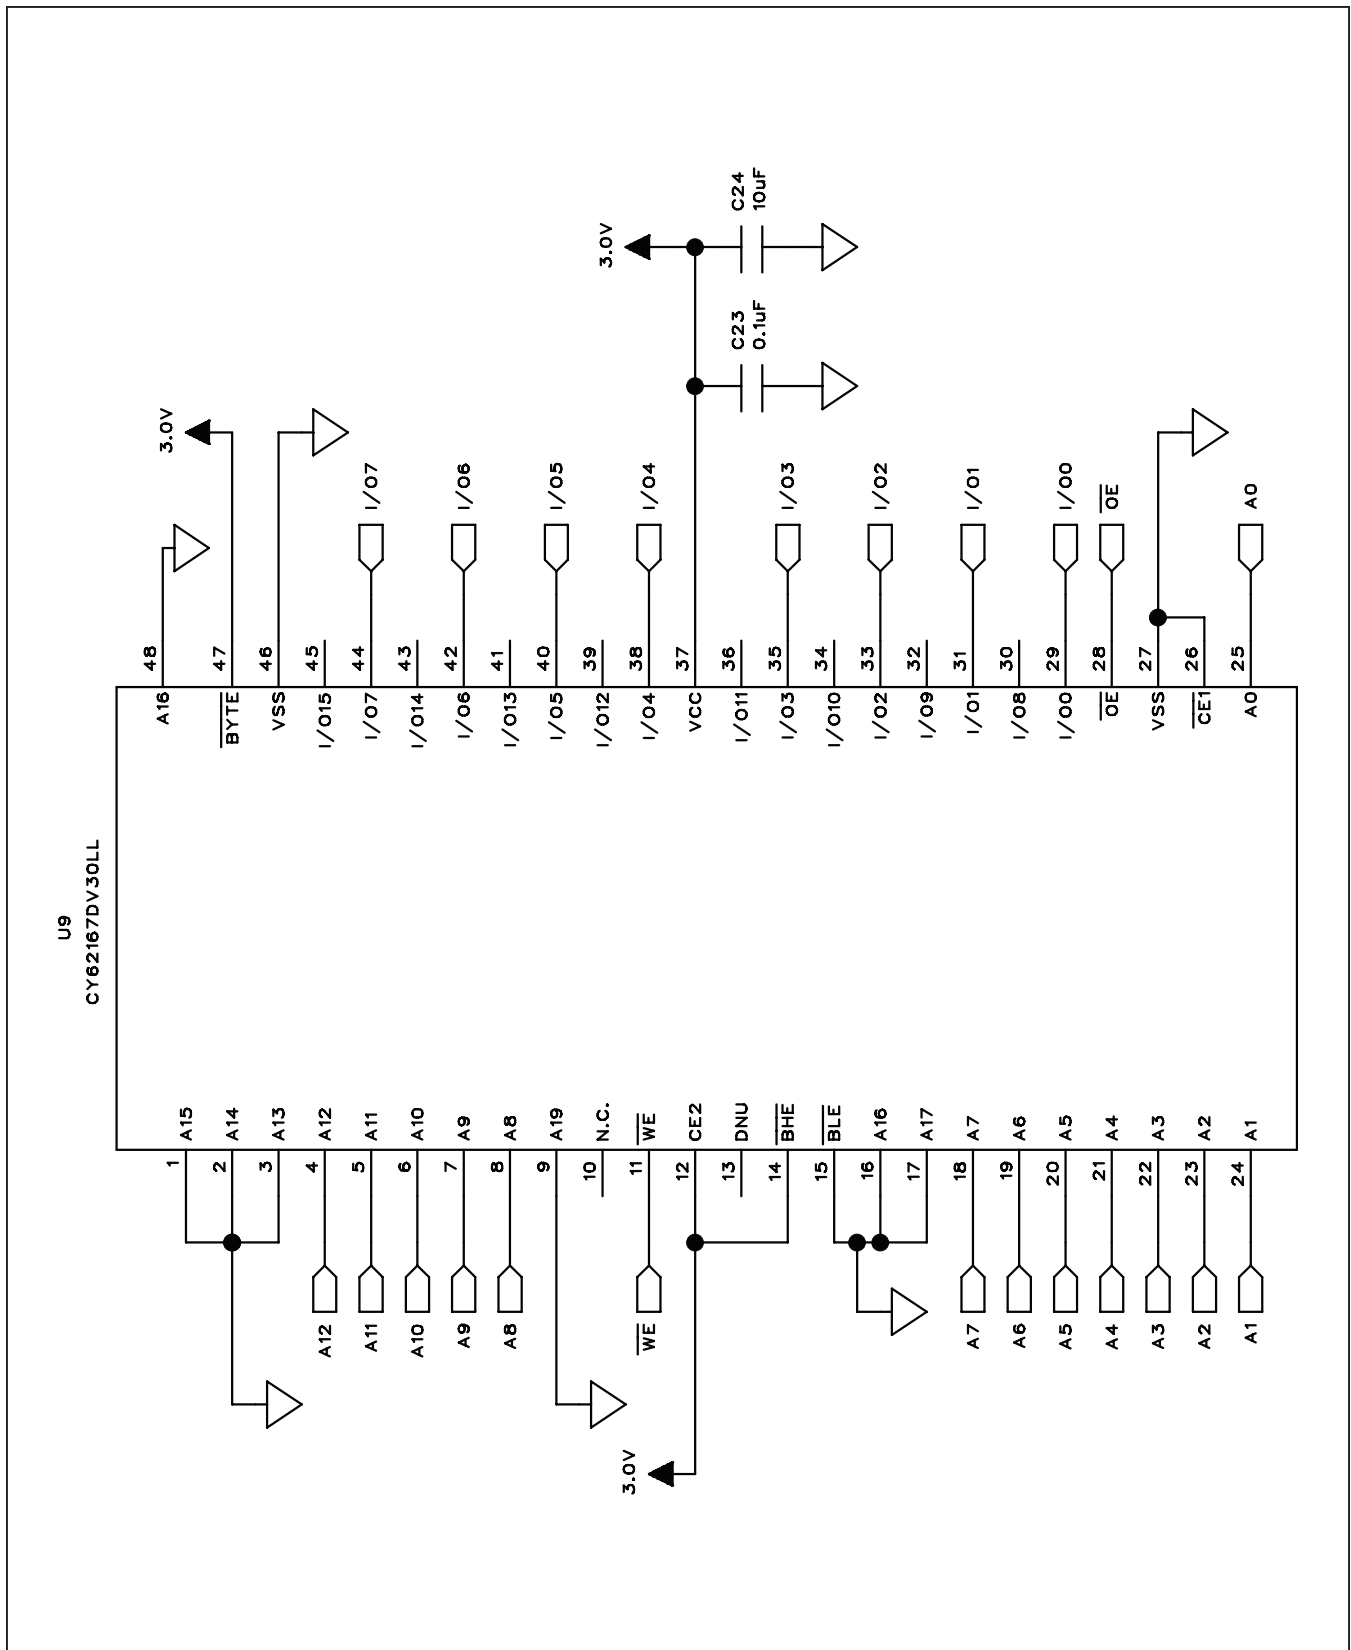 U9
CY62167DV30LL
1 A15
2 A14
3 A13
A12 4 A12
A11 5 A11
A10 6 A10
A9 7 A9
A8 8 A8
9 A19
10 N.C.
WE 11 WE
3.0V
12 CE2
13 DNU
14 BHE
15 BLE
16 A16
17 A17
A7 18 A7
A6 19 A6
A5 20 A5
A4 21 A4
A3 22 A3
A2 23 A2
A1 24 A1
A16 48
3.0V
BYTE 47
VSS 46
I/O15 45
I/O7 44 I/O7
I/O14 43
I/O6 42 I/O6
I/O13 41
I/O5 40 I/O5
I/O12 39
I/O4 38 I/O4
3.0V
VCC 37
C23
0.1uF
C24
10uF
I/O11 36
I/O3 35 I/O3
I/O10 34
I/O2 33 I/O2
I/O9 32
I/O1 31 I/O1
I/O8 30
I/O0 29 I/O0
OE 28 OE
VSS 27
CE1 26
A0 25 A0